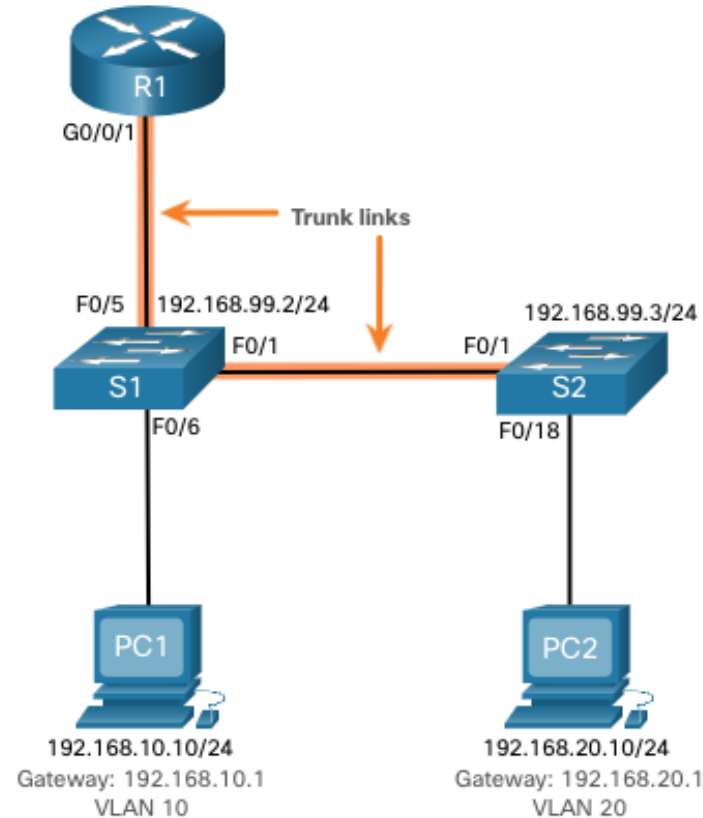 R1
G0/0/1
Trunk links
F0/5
192.168.99.2/24
192.168.99.3/24
F0/1
F0/1
S1
S2
F0/6
F0/18
PC1
PC2
192.168.10.10/24
Gateway: 192.168.10.1
VLAN 10
192.168.20.10/24
Gateway: 192.168.20.1
VLAN 20